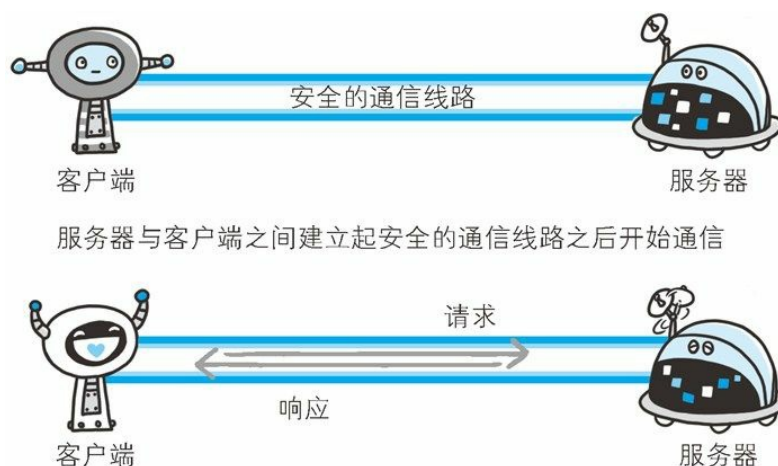 安全的通信线路
客户端
服务器
服务器与客户端之间建立起安全的通信线路之后开始通信
请求
响应
客户端
服务器